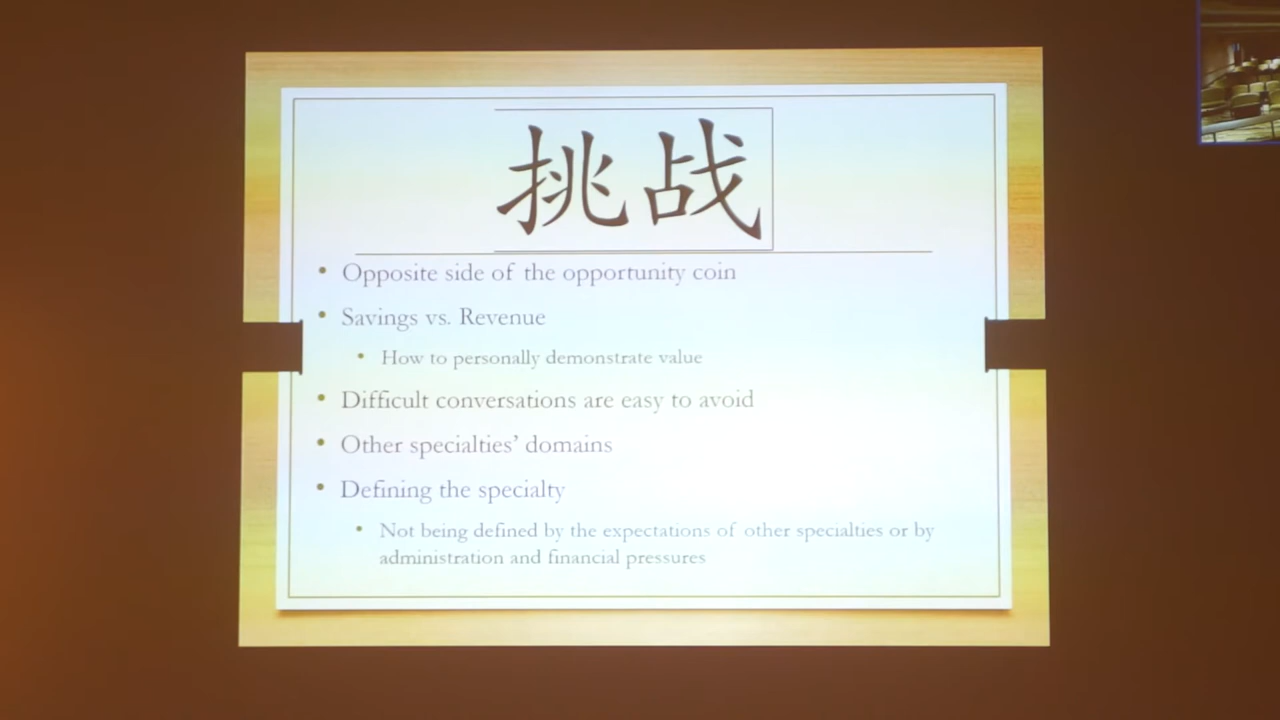 挑战
Opposite side of the opportunity coin
Savings vs. Revenue
How to personally demonstrate value
Difficult conversations are easy to avoid
Other specialties’ domains
Defining the specialty
Not being defined by the expectations of other specialties or by
administration and financial pressures